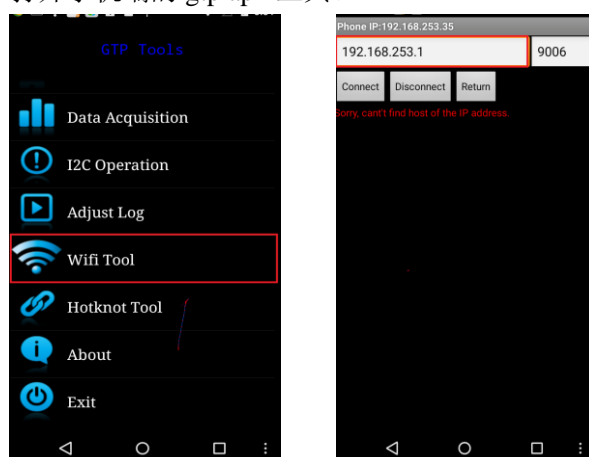 GTP Tools
Data Acquisition
I2C Operation
Adjust Log
Wifi Tool
Hotknot Tool
About
Exit
Phone IP:192.168.253.35
192.168.253.1 9006
Connect Disconnect Return
Sorry, cant't find host of the IP address.